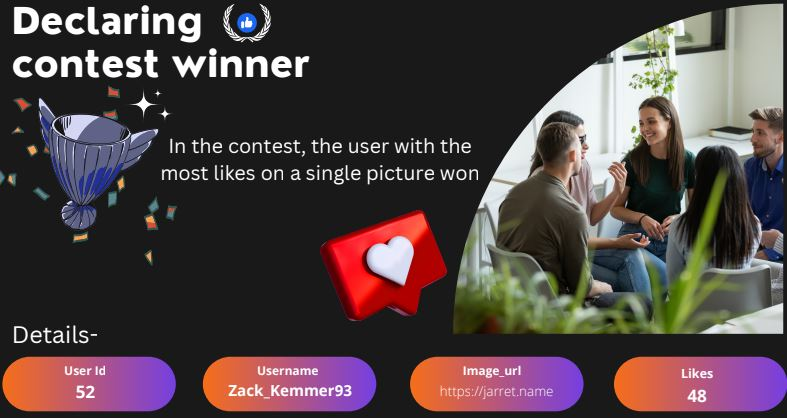 Declaring
contest winner
In the contest, the user with the
most likes on a single picture won
Details-
User Id
52
Username
Zack_Kemmer93
Image_url
https://jarret.name
Likes
48